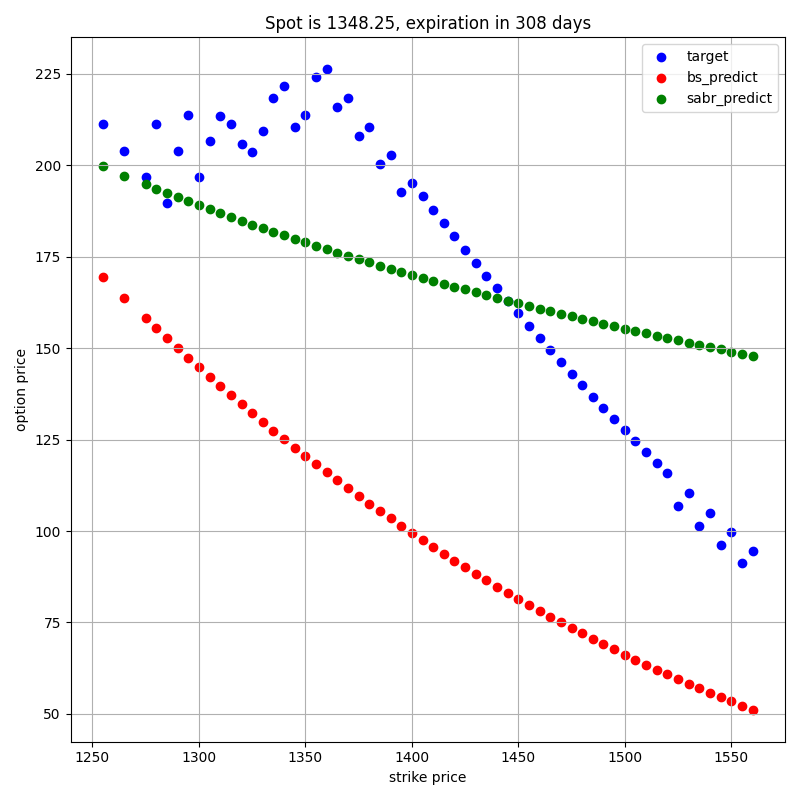 Spot is 1348.25, expiration in 308 days
target
bs_predict
sabr_predict
option price
225
200
175
150
125
100
75
50
1250 1300 1350 1400 1450 1500 1550
strike price